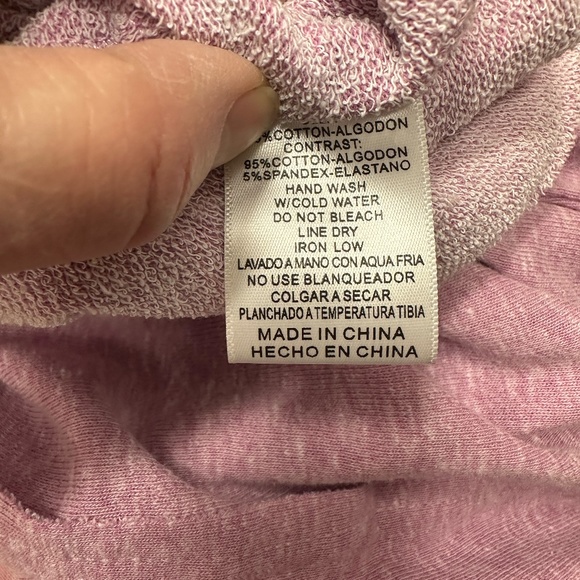 %COTTON-ALGODON
CONTRAST:
95%COTTON-ALGODON
5%SPANDEX-ELASTANO
HAND WASH
W/COLD WATER
DO NOT BLEACH
LINE DRY
IRON LOW
LAVADO A MANO CON AQUA FRIA
NO USE BLANQUEADOR
COLGAR A SECAR
PLANCHADO A TEMPERATURA TIBIA
MADE IN CHINA
HECHO EN CHINA